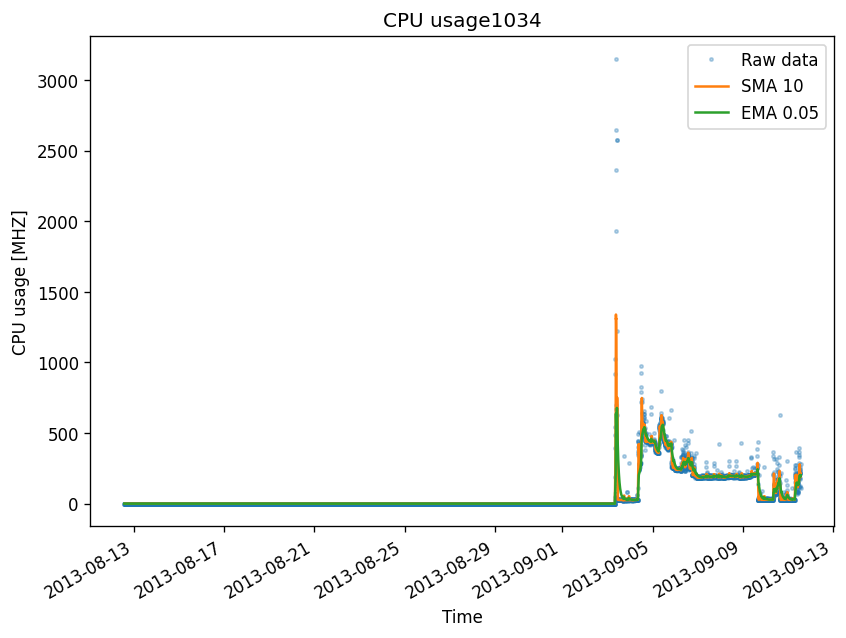 CPU usage1034
Raw data
SMA 10
EMA 0.05
CPU usage [MHZ]
3000
2500
2000
1500
1000
500
0
2013-08-13
2013-08-17
2013-08-21
2013-08-25
2013-08-29
2013-09-01
2013-09-05
2013-09-09
2013-09-13
Time